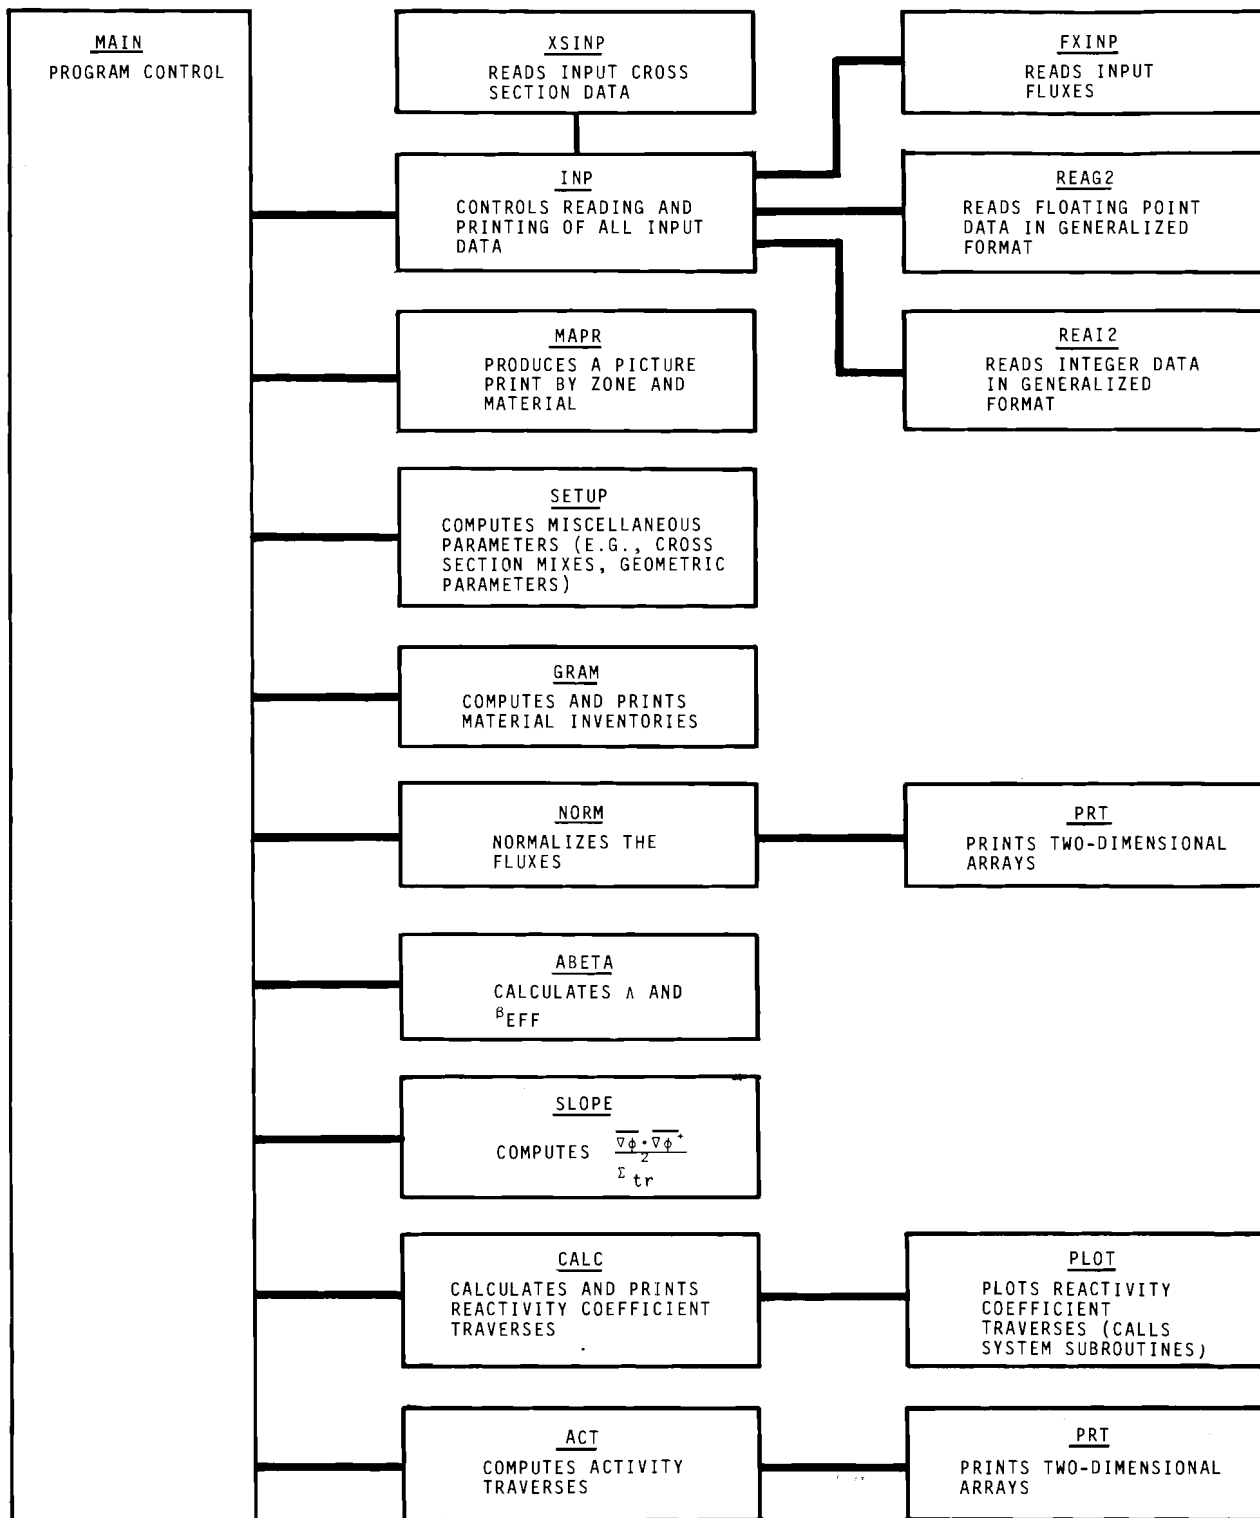 MAIN
PROGRAM CONTROL
XSINP
READS INPUT CROSS
SECTION DATA
FXINP
READS INPUT
FLUXES
INP
CONTROLS READING AND
PRINTING OF ALL INPUT
DATA
REAG2
READS FLOATING POINT
DATA IN GENERALIZED
FORMAT
MAPR
PRODUCES A PICTURE
PRINT BY ZONE AND
MATERIAL
REAI2
READS INTEGER DATA
IN GENERALIZED
FORMAT
SETUP
COMPUTES MISCELLANEOUS
PARAMETERS (E.G., CROSS
SECTION MIXES, GEOMETRIC
PARAMETERS)
GRAM
COMPUTES AND PRINTS
MATERIAL INVENTORIES
NORM
NORMALIZES THE
FLUXES
PRT
PRINTS TWO-DIMENSIONAL
ARRAYS
ABETA
CALCULATES Λ AND
βEFF
SLOPE
COMPUTES ∇φ·∇φ+
Σ2tr
CALC
CALCULATES AND PRINTS
REACTIVITY COEFFICIENT
TRAVERSES
PLOT
PLOTS REACTIVITY
COEFFICIENT
TRAVERSES (CALLS
SYSTEM SUBROUTINES)
ACT
COMPUTES ACTIVITY
TRAVERSES
PRT
PRINTS TWO-DIMENSIONAL
ARRAYS